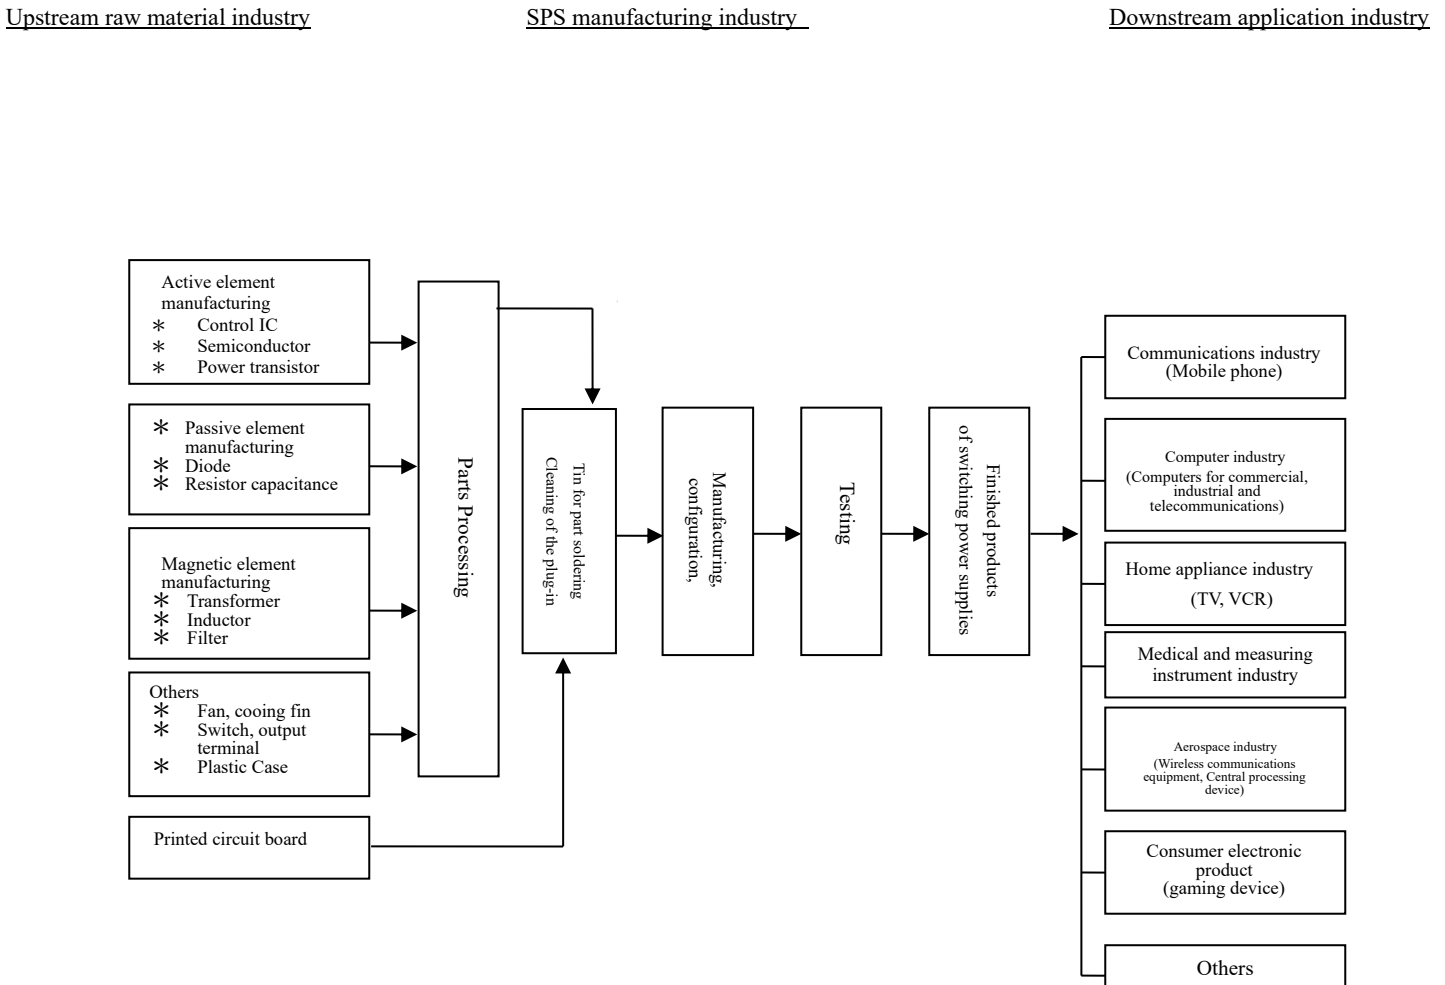 Upstream raw material industry
SPS manufacturing industry
Downstream application industry
Active element
manufacturing
* Control IC
* Semiconductor
* Power transistor
* Passive element
manufacturing
* Diode
* Resistor capacitance
Magnetic element
manufacturing
* Transformer
* Inductor
* Filter
Others
* Fan, cooing fin
* Switch, output
terminal
* Plastic Case
Printed circuit board
Parts Processing
Tin for part soldering
Cleaning of the plug-in
Manufacturing,
configuration,
Testing
Finished products
of switching power supplies
Communications industry
(Mobile phone)
Computer industry
(Computers for commercial,
industrial and
telecommunications)
Home appliance industry
(TV, VCR)
Medical and measuring
instrument industry
Aerospace industry
(Wireless communications
equipment, Central processing
device)
Consumer electronic
product
(gaming device)
Others